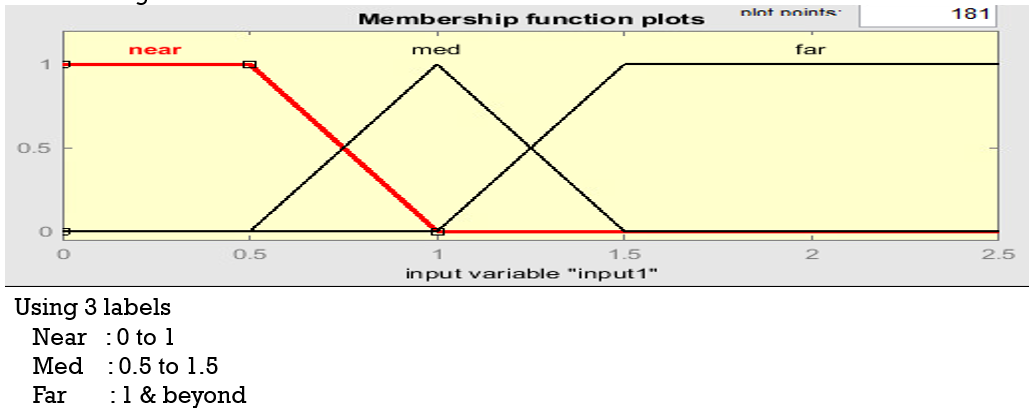 Membership function plots
plot points:
181
near
med
far
1
0.5
0
0
0.5
1
1.5
2
2.5
input variable "input1"
Using 3 labels
Near : 0 to 1
Med : 0.5 to 1.5
Far : 1 & beyond